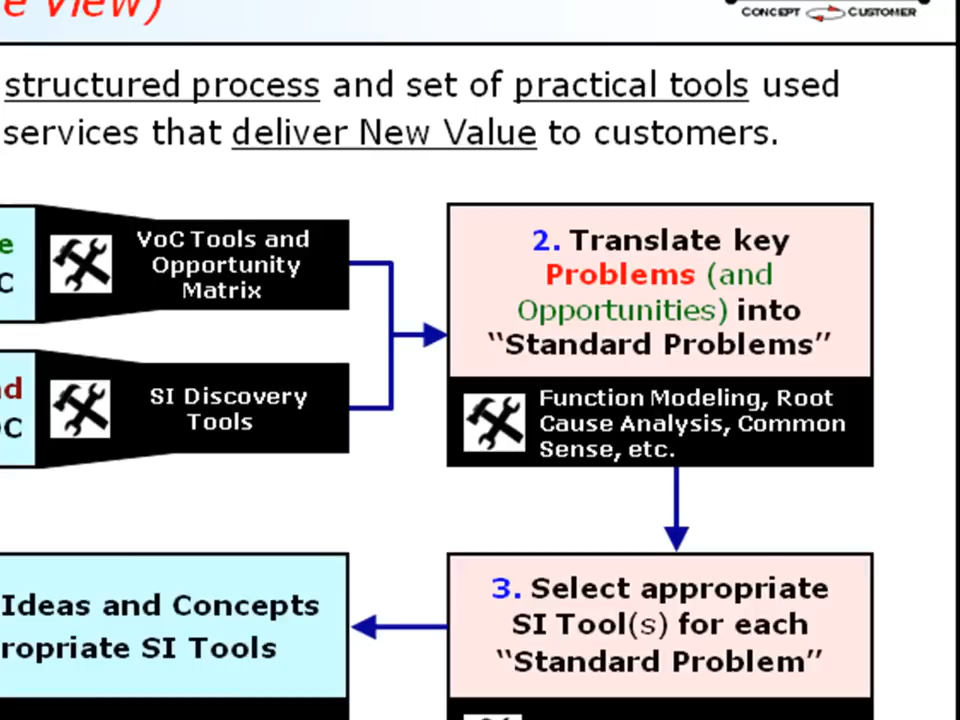 e View)
CONCEPT CUSTOMER
structured process and set of practical tools used
services that deliver New Value to customers.
e
C
VoC Tools and
Opportunity
Matrix
nd
OC
SI Discovery
Tools
2. Translate key
Problems (and
Opportunities) into
“Standard Problems”
Function Modeling, Root
Cause Analysis, Common
Sense, etc.
Ideas and Concepts
ropriate SI Tools
3. Select appropriate
SI Tool(s) for each
“Standard Problem”